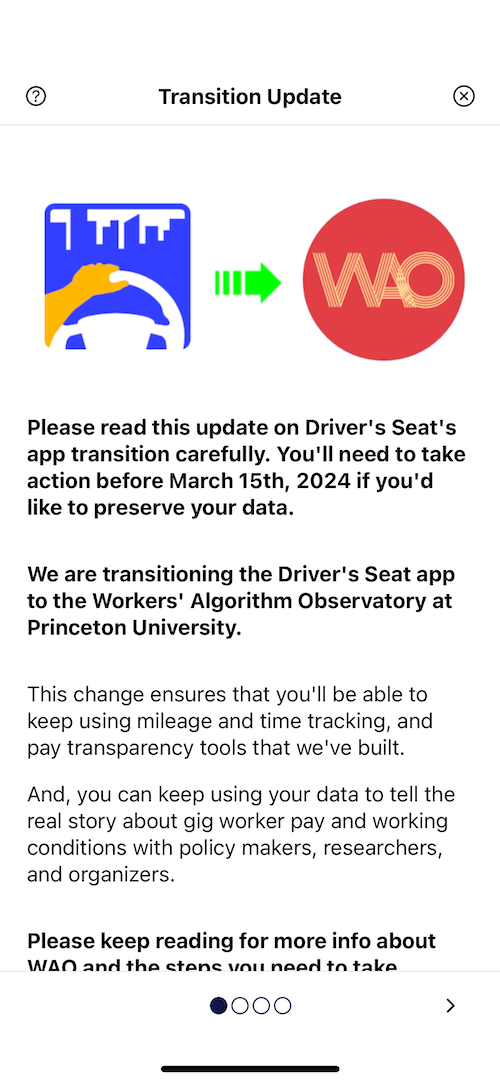 Transition Update
WAO
Please read this update on Driver's Seat's
app transition carefully. You'll need to take
action before March 15th, 2024 if you'd
like to preserve your data.
We are transitioning the Driver's Seat app
to the Workers' Algorithm Observatory at
Princeton University.
This change ensures that you'll be able to
keep using mileage and time tracking, and
pay transparency tools that we've built.
And, you can keep using your data to tell the
real story about gig worker pay and working
conditions with policy makers, researchers,
and organizers.
Please keep reading for more info about
WAO and the steps you need to take